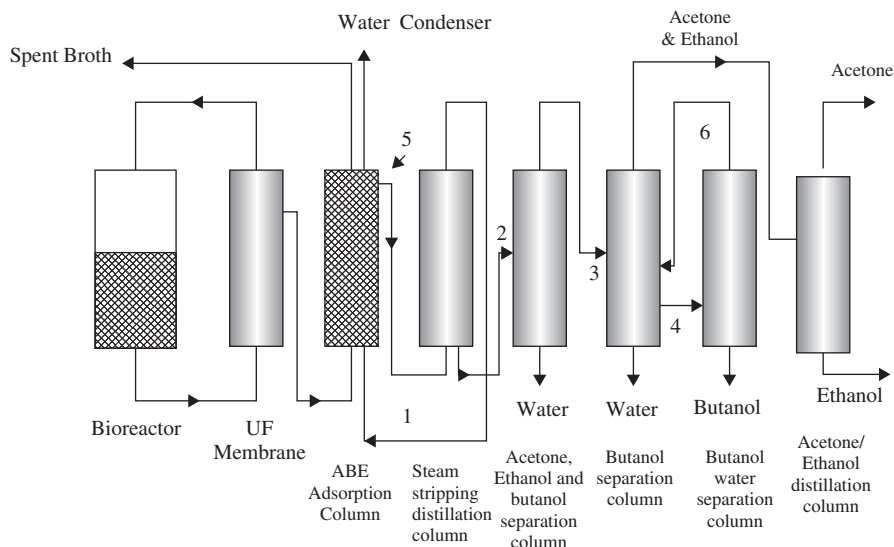 Acetone
& Ethanol
Water Condenser
Spent Broth
Acetone
5
6
2
3
4
1
Bioreactor
UF
Membrane
Water
Water
Butanol
Ethanol
ABE
Adsorption
Column
Steam
stripping
distillation
column
Acetone,
Ethanol and
butanol
separation
column
Butanol
separation
column
Butanol
water
separation
column
Acetone/
Ethanol
distillation
column